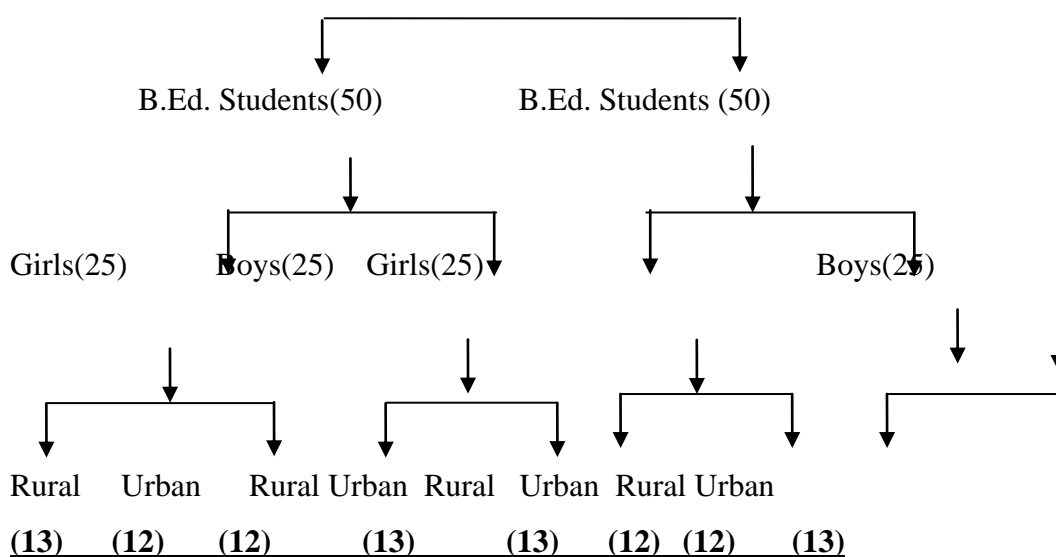 B.Ed. Students(50) B.Ed. Students (50)
Girls(25) Boys(25) Girls(25) Boys(25)
Rural Urban Rural Urban Rural Urban Rural Urban
(13) (12) (12) (13) (13) (12) (12) (13)